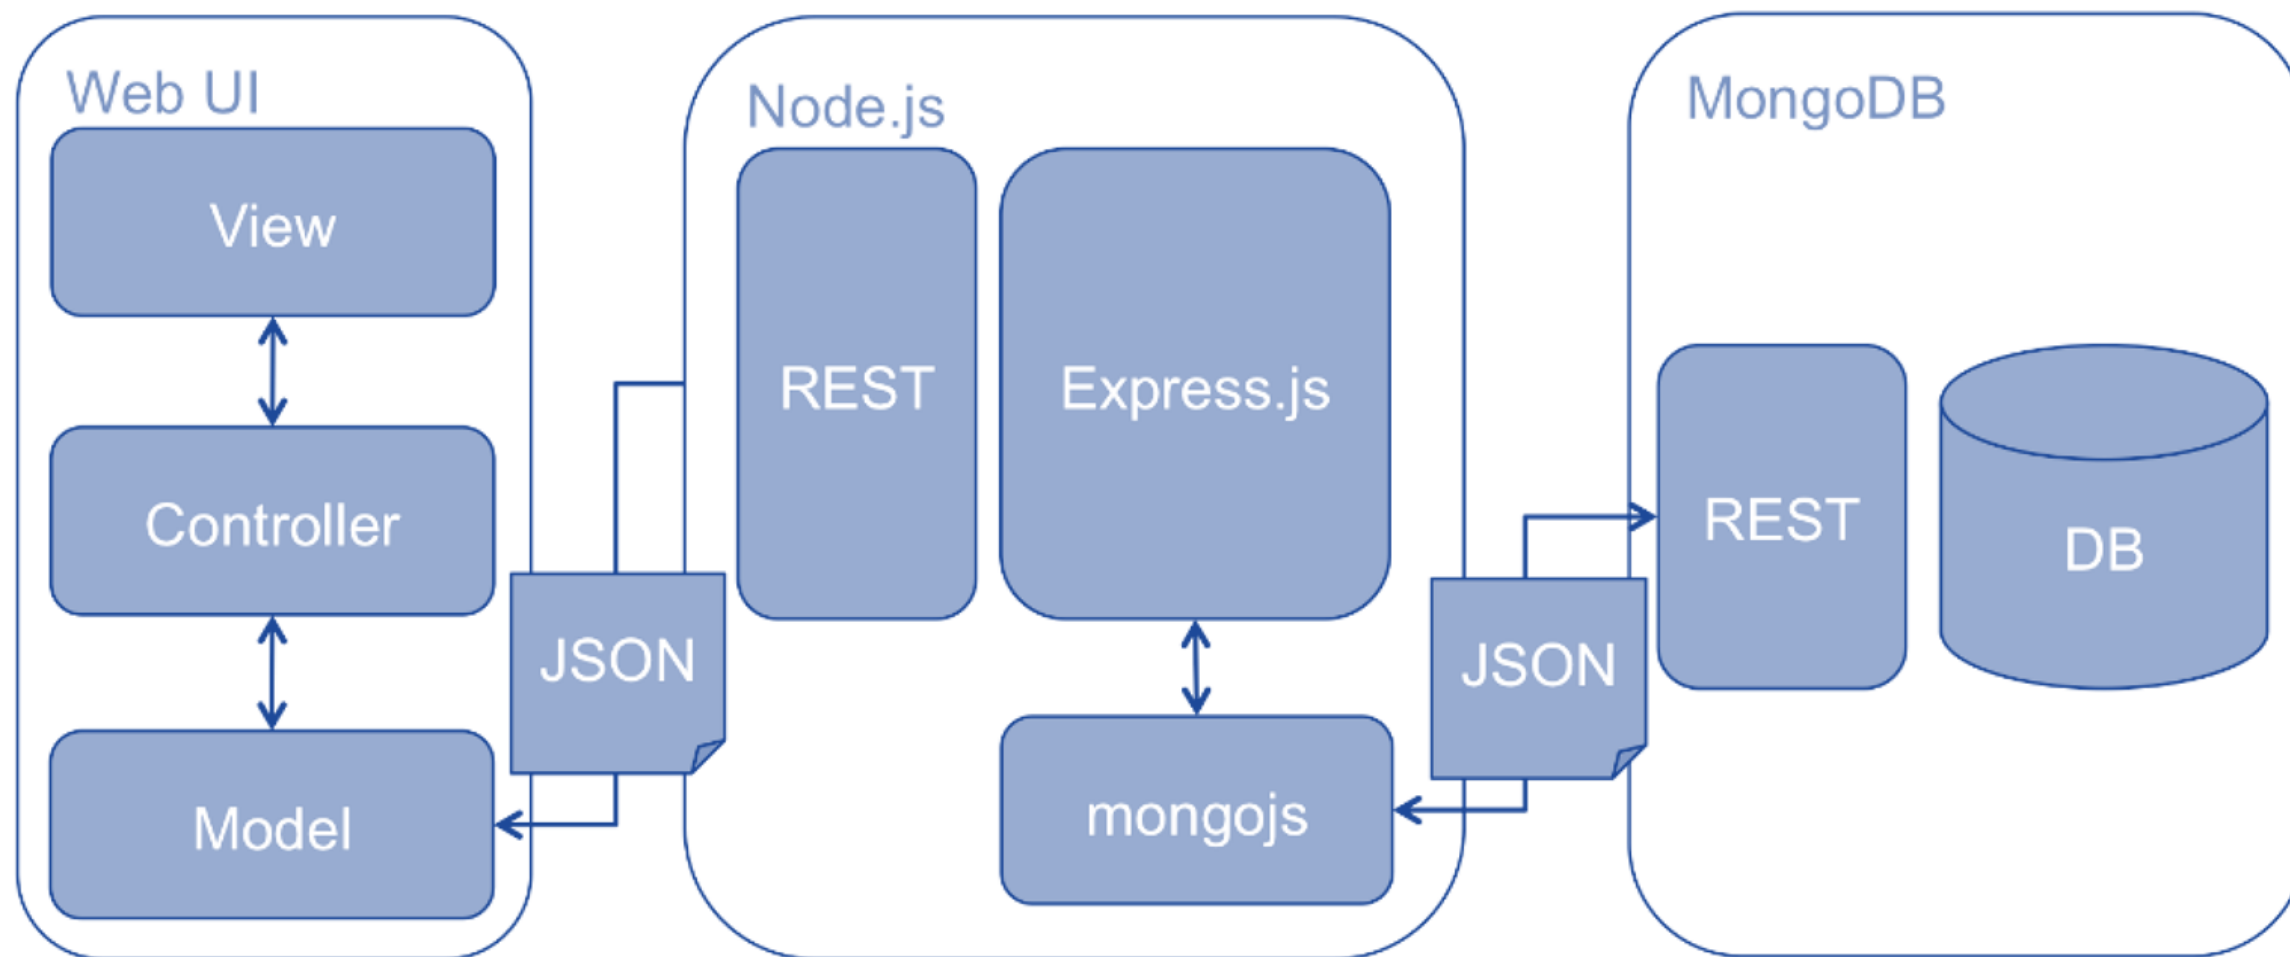 Web UI
View
Controller
Model
JSON
Node.js
REST
Express.js
mongojs
JSON
MongoDB
REST
DB